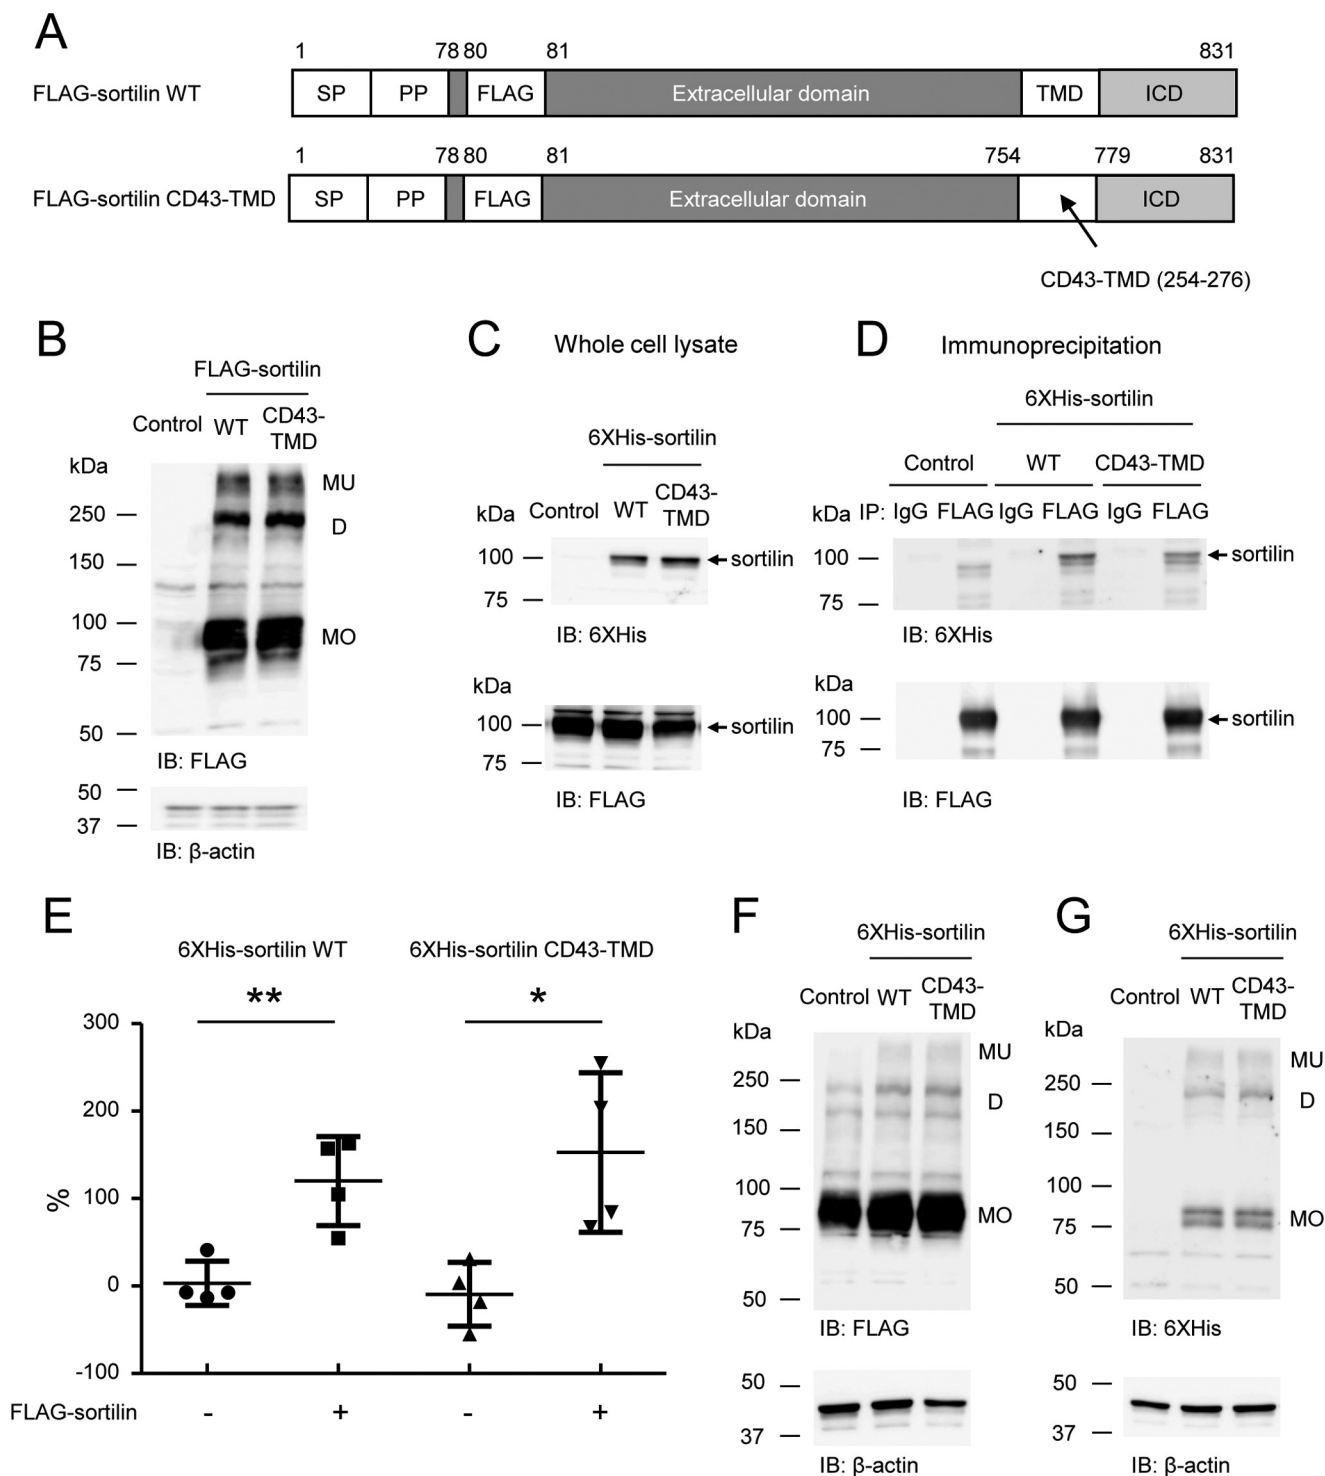 A
1 78 80 81 831
FLAG-sortilin WT SP PP FLAG Extracellular domain TMD ICD
1 78 80 81 754 779 831
FLAG-sortilin CD43-TMD SP PP FLAG Extracellular domain ICD
CD43-TMD (254-276)
B
FLAG-sortilin
Control WT CD43-
TMD
kDa
MU
250
D
150
100
MO
75
50
IB: FLAG
50
37
IB: β-actin
C Whole cell lysate
6XHis-sortilin
kDa Control WT CD43-
TMD
100 sortilin
75
IB: 6XHis
kDa
100 sortilin
75
IB: FLAG
D Immunoprecipitation
6XHis-sortilin
Control WT CD43-TMD
kDa IP: IgG FLAG IgG FLAG IgG FLAG
100 sortilin
75
IB: 6XHis
kDa
100 sortilin
75
IB: FLAG
E
6XHis-sortilin WT 6XHis-sortilin CD43-TMD
** *
300
200
100
%
0
-100
FLAG-sortilin - + - +
F
6XHis-sortilin
Control WT CD43-
TMD
kDa
MU
250
D
150
100
MO
75
50
IB: FLAG
50
37
IB: β-actin
G
6XHis-sortilin
Control WT CD43-
TMD
kDa
MU
250
D
150
100
MO
75
50
IB: 6XHis
50
37
IB: β-actin